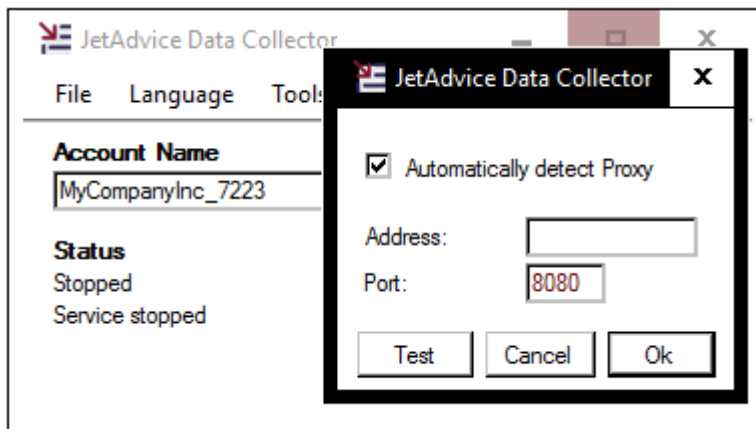 JetAdvice Data Collector
File Language Tools
Account Name
MyCompanyInc_7223
Status
Stopped
Service stopped
JetAdvice Data Collector X
Automatically detect Proxy
Address:
Port: 8080
Test Cancel Ok